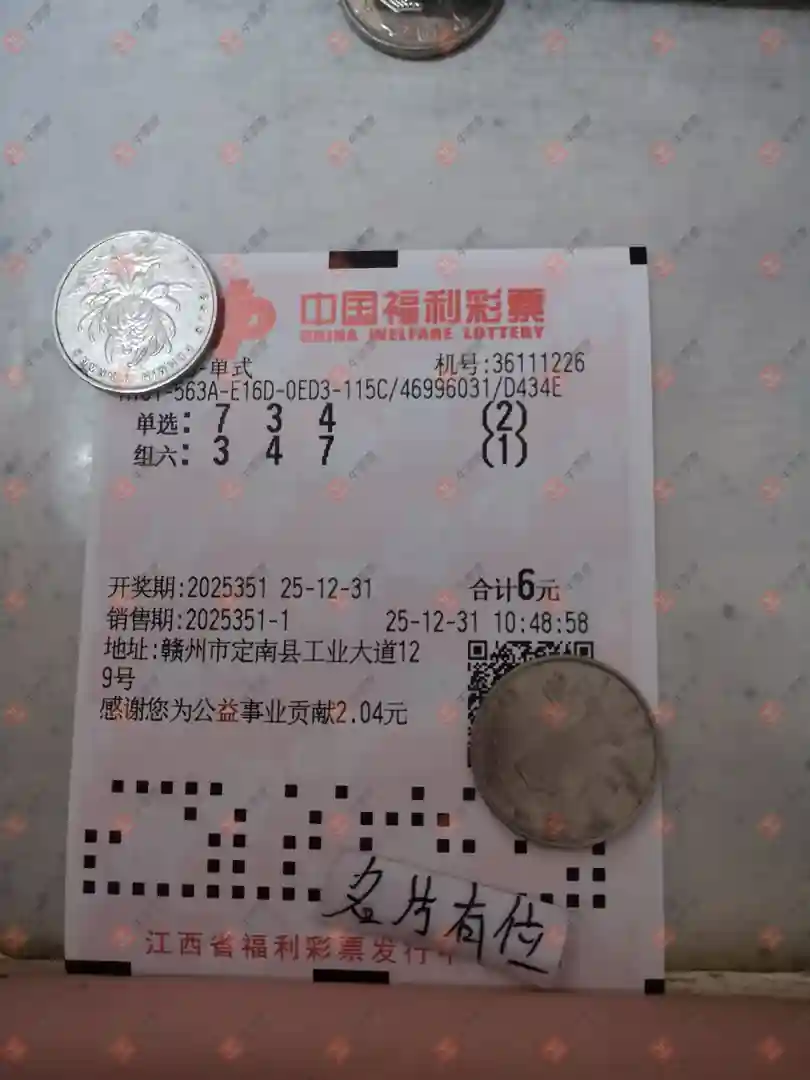 中国福利彩票
CHINA WELFARE LOTTERY
单式 机号:36111226
563A-E16D-0ED3-115C/46996031/D434E
单选: 7 3 4 (2)
组六: 3 4 7 (1)
开奖期:2025351 25-12-31 合计6元
销售期:2025351-1 25-12-31 10:48:58
地址:赣州市定南县工业大道12
9号
感谢您为公益事业贡献2.04元
名片有位
江西省福利彩票发行